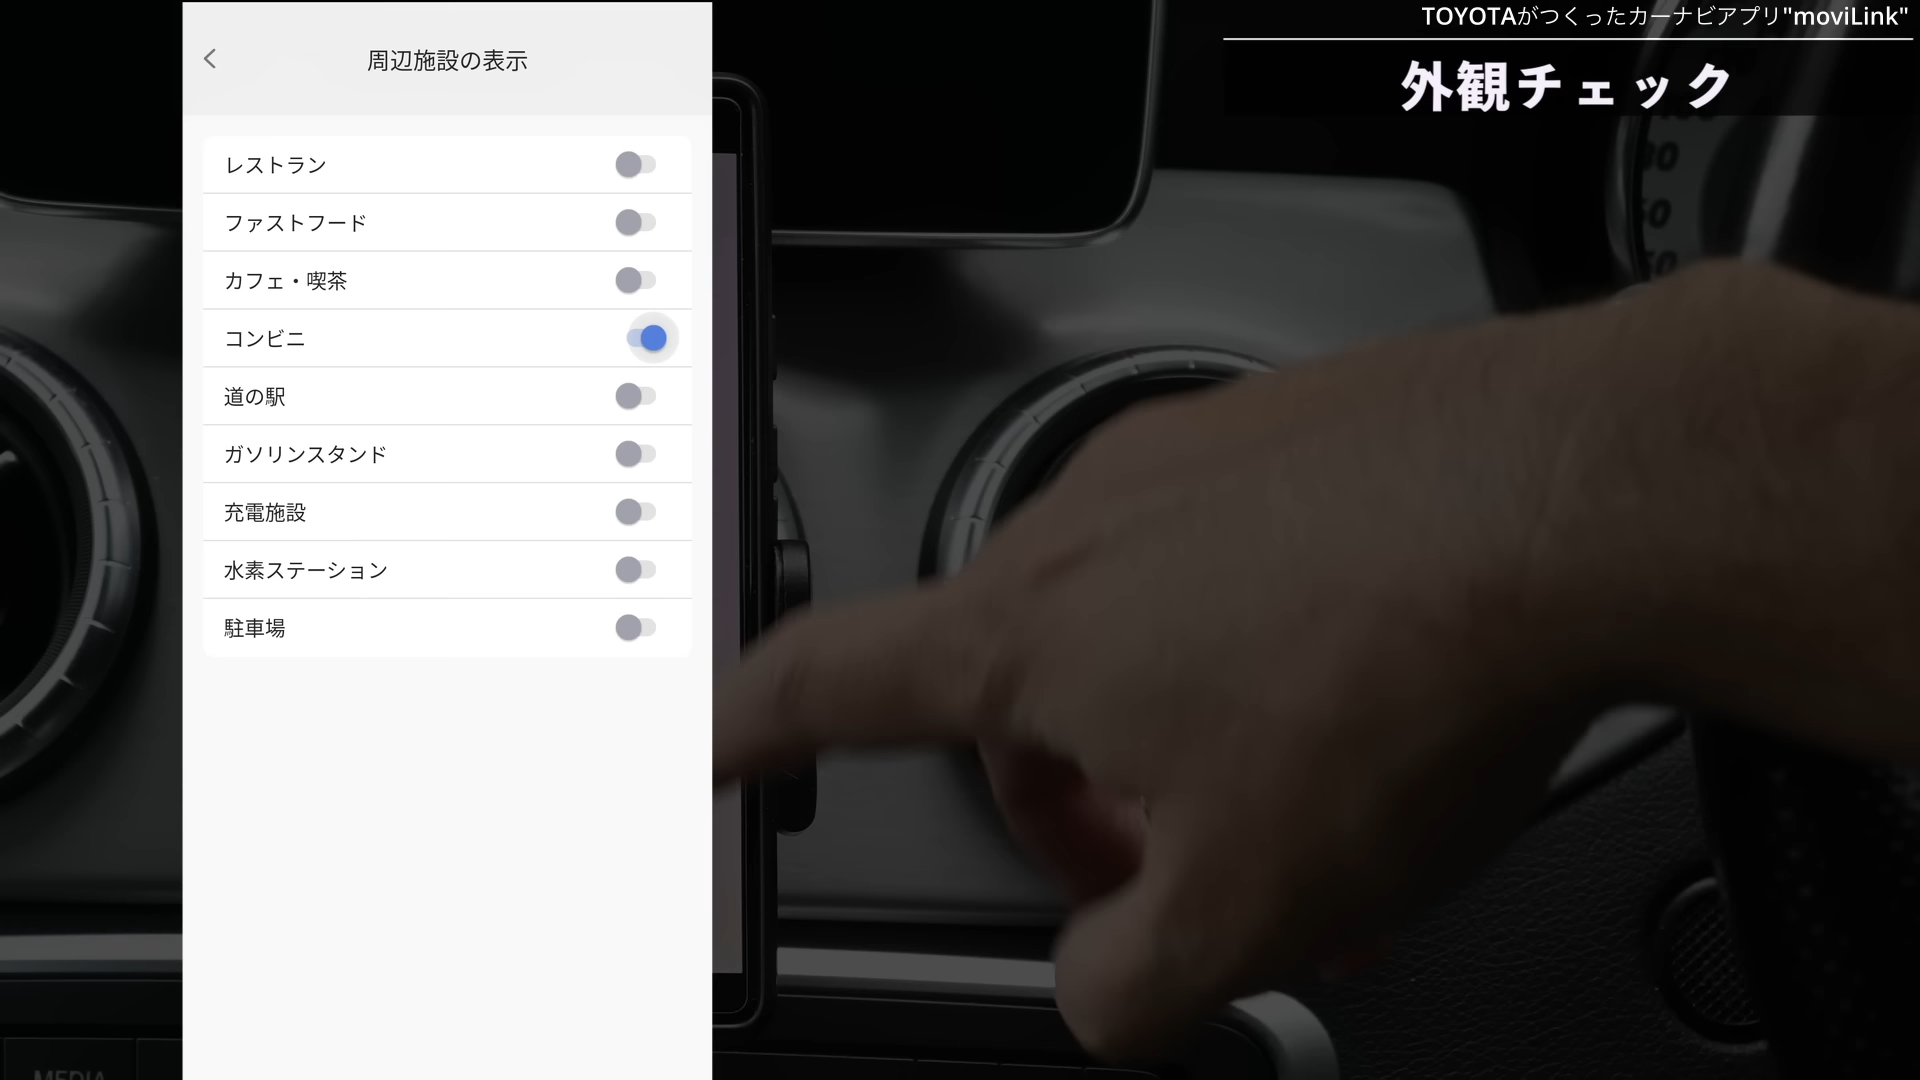 TOYOTAがつくったカーナビアプリ"moviLink"
外観チェック
周辺施設の表示
レストラン
ファストフード
カフェ・喫茶
コンビニ
道の駅
ガソリンスタンド
充電施設
水素ステーション
駐車場
MEDIA